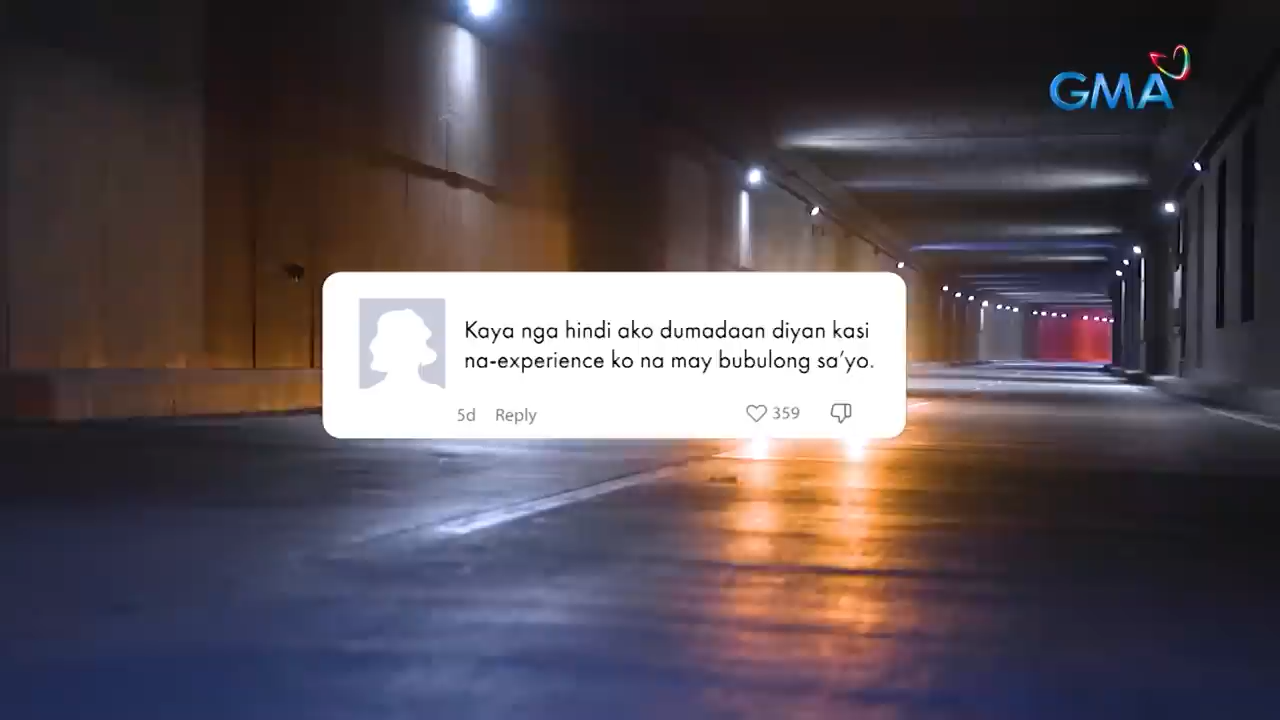 GMA
Kaya nga hindi ako dumadaan diyan kasi
na-experience ko na may bubulong sa'yo.
5d Reply 359